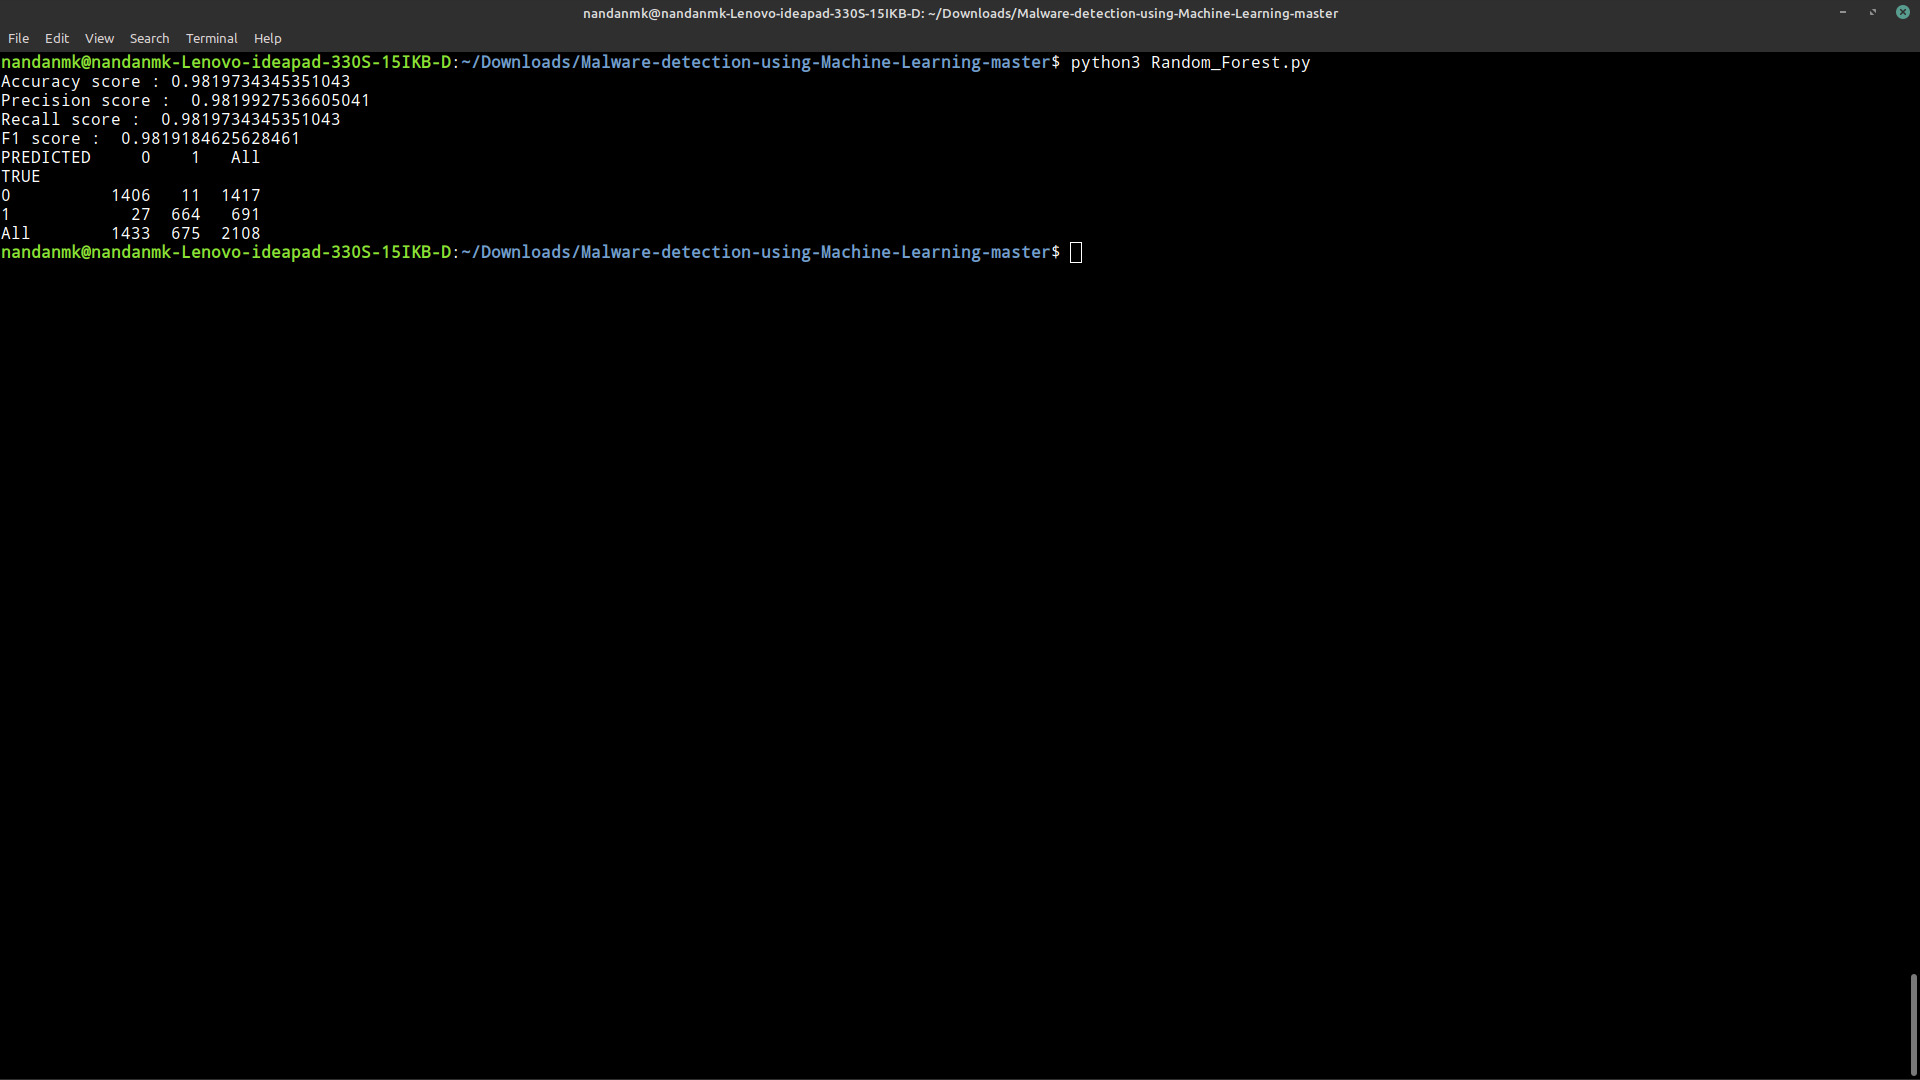 nandanmk@nandanmk-Lenovo-ideapad-330S-15IKB-D: ~/Downloads/Malware-detection-using-Machine-Learning-master
File Edit View Search Terminal Help
nandanmk@nandanmk-Lenovo-ideapad-330S-15IKB-D:~/Downloads/Malware-detection-using-Machine-Learning-master$ python3 Random_Forest.py
Accuracy score : 0.9819734345351043
Precision score :  0.9819927536605041
Recall score :  0.9819734345351043
F1 score :  0.9819184625628461
PREDICTED     0    1   All
TRUE
0          1406   11  1417
1            27  664   691
All        1433  675  2108
nandanmk@nandanmk-Lenovo-ideapad-330S-15IKB-D:~/Downloads/Malware-detection-using-Machine-Learning-master$